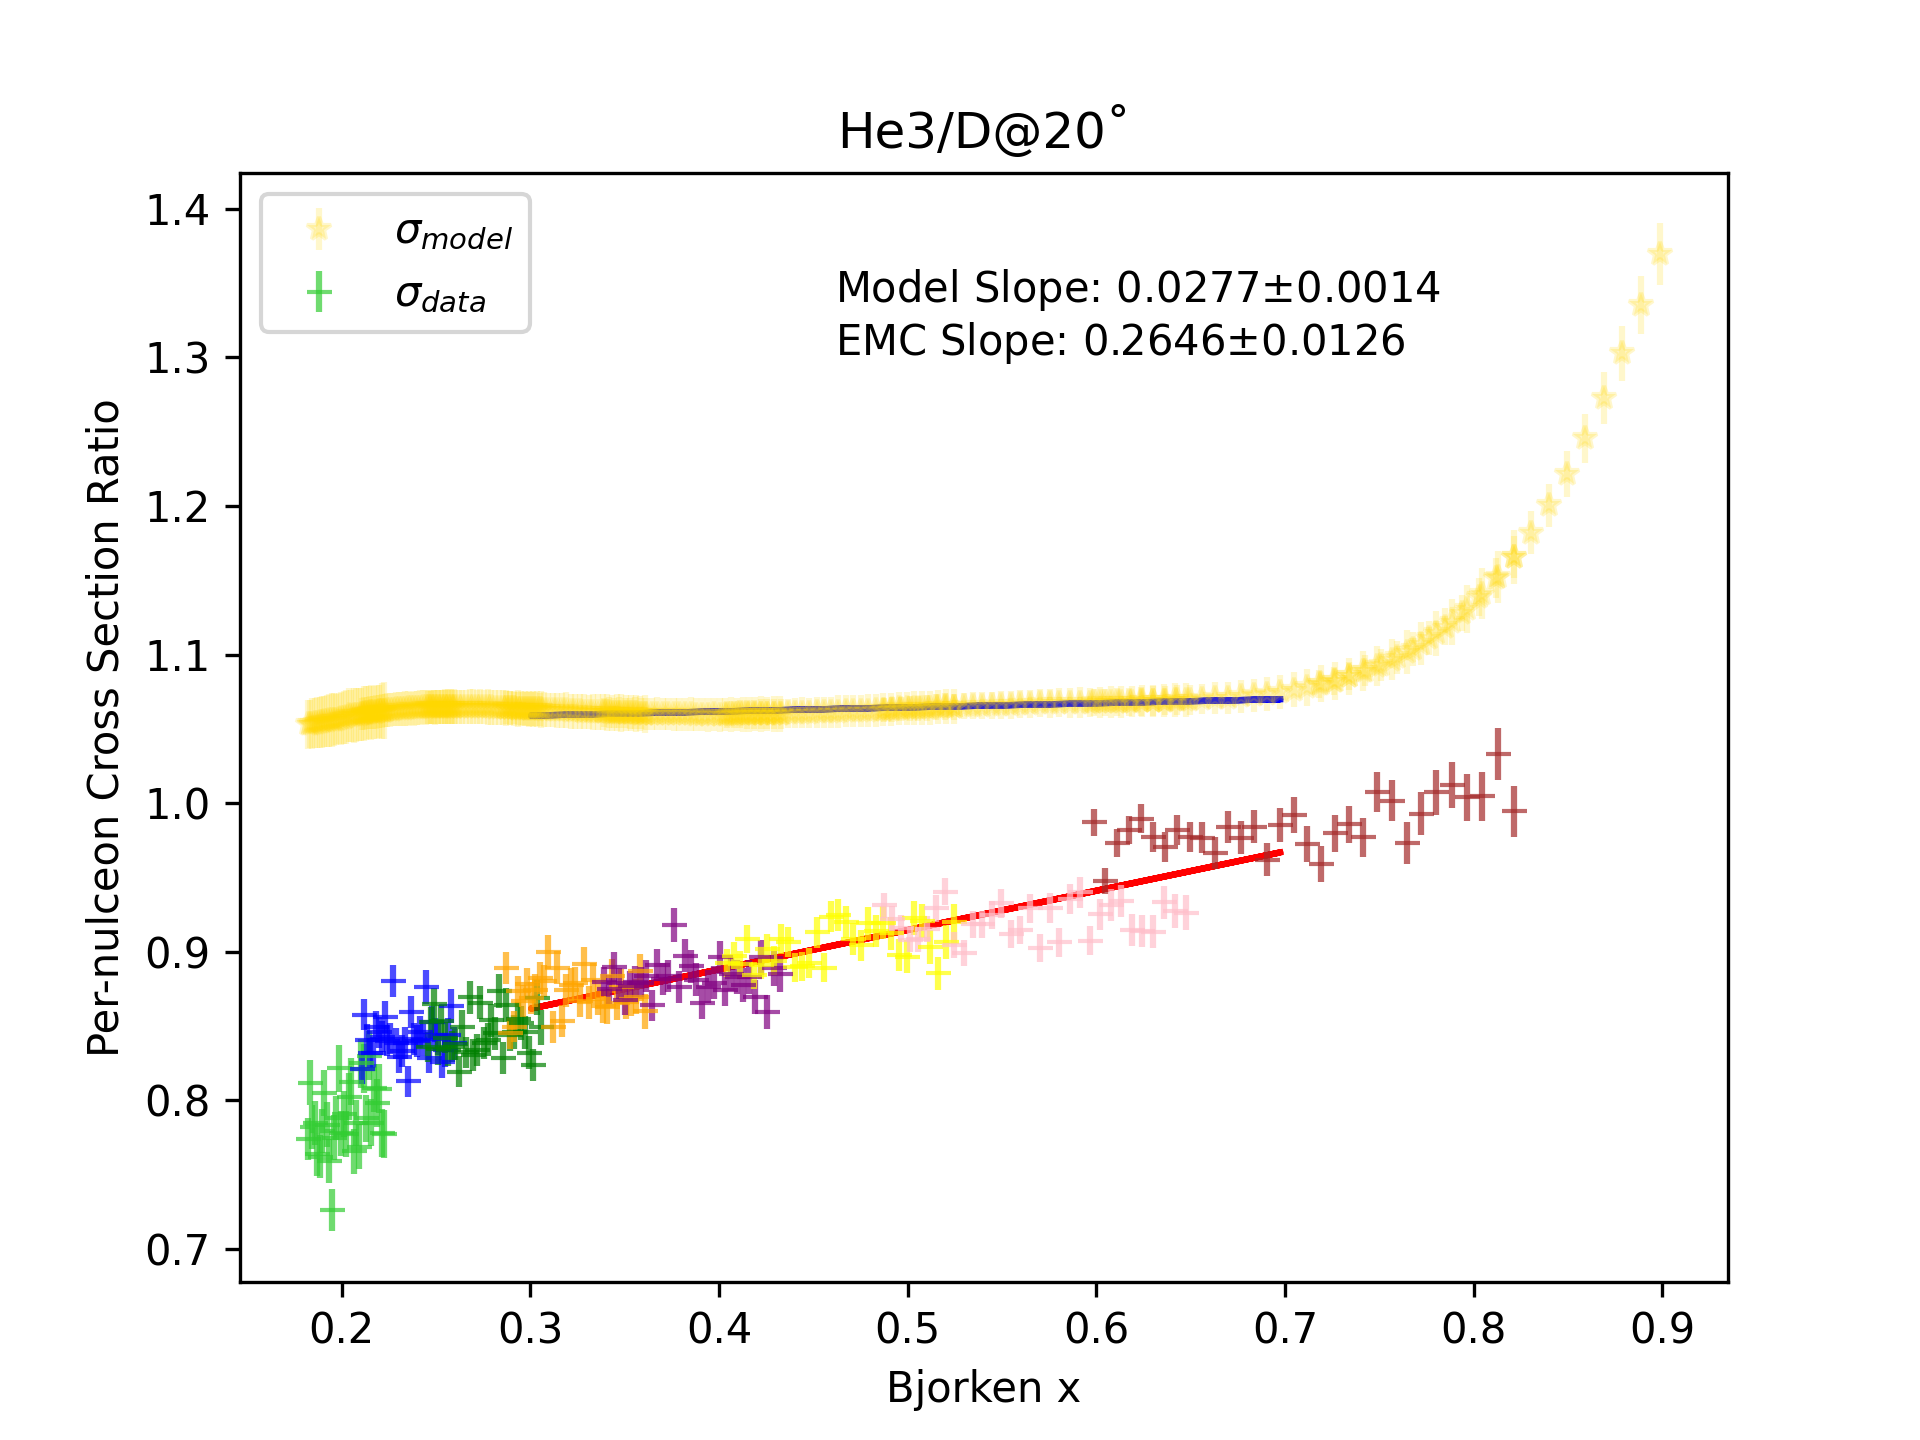 He3/D@20˚
σmodel
σdata
Model Slope: 0.0277±0.0014
EMC Slope: 0.2646±0.0126
Per-nulceon Cross Section Ratio
1.4
1.3
1.2
1.1
1.0
0.9
0.8
0.7
0.2 0.3 0.4 0.5 0.6 0.7 0.8 0.9
Bjorken x